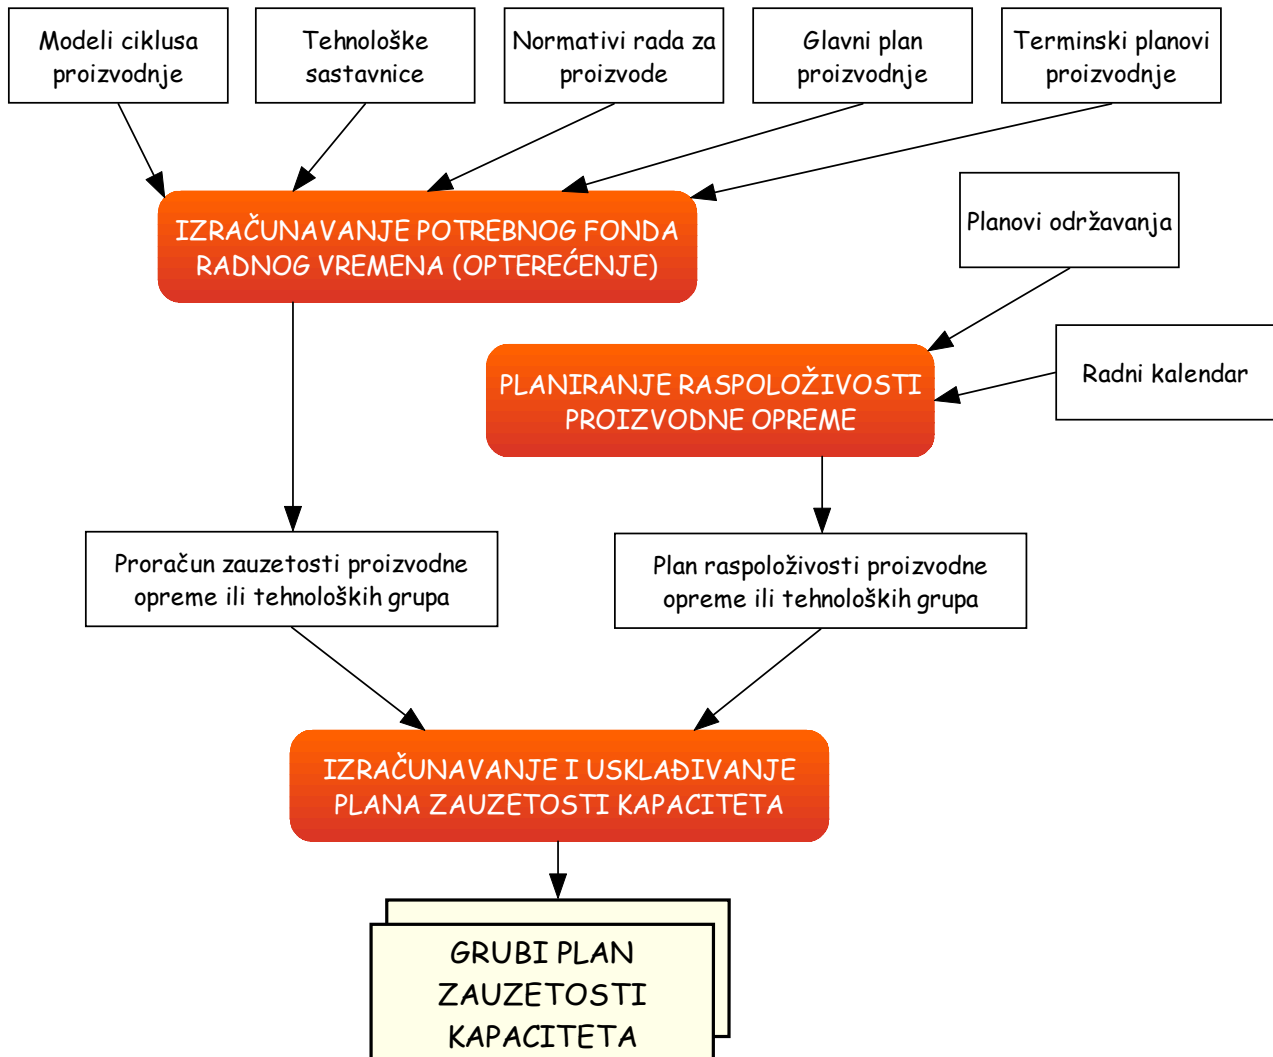 Modeli ciklusa
proizvodnje
Tehnološke
sastavnice
Normativi rada za
proizvode
Glavni plan
proizvodnje
Terminski planovi
proizvodnje
IZRAČUNAVANJE POTREBNOG FONDA
RADNOG VREMENA (OPTEREĆENJE)
Planovi održavanja
Radni kalendar
PLANIRANJE RASPOLOŽIVOSTI
PROIZVODNE OPREME
Proračun zauzetosti proizvodne
opreme ili tehnoloških grupa
Plan raspoloživosti proizvodne
opreme ili tehnoloških grupa
IZRAČUNAVANJE I USKLAĐIVANJE
PLANA ZAUZETOSTI KAPACITETA
GRUBI PLAN
ZAUZETOSTI
KAPACITETA